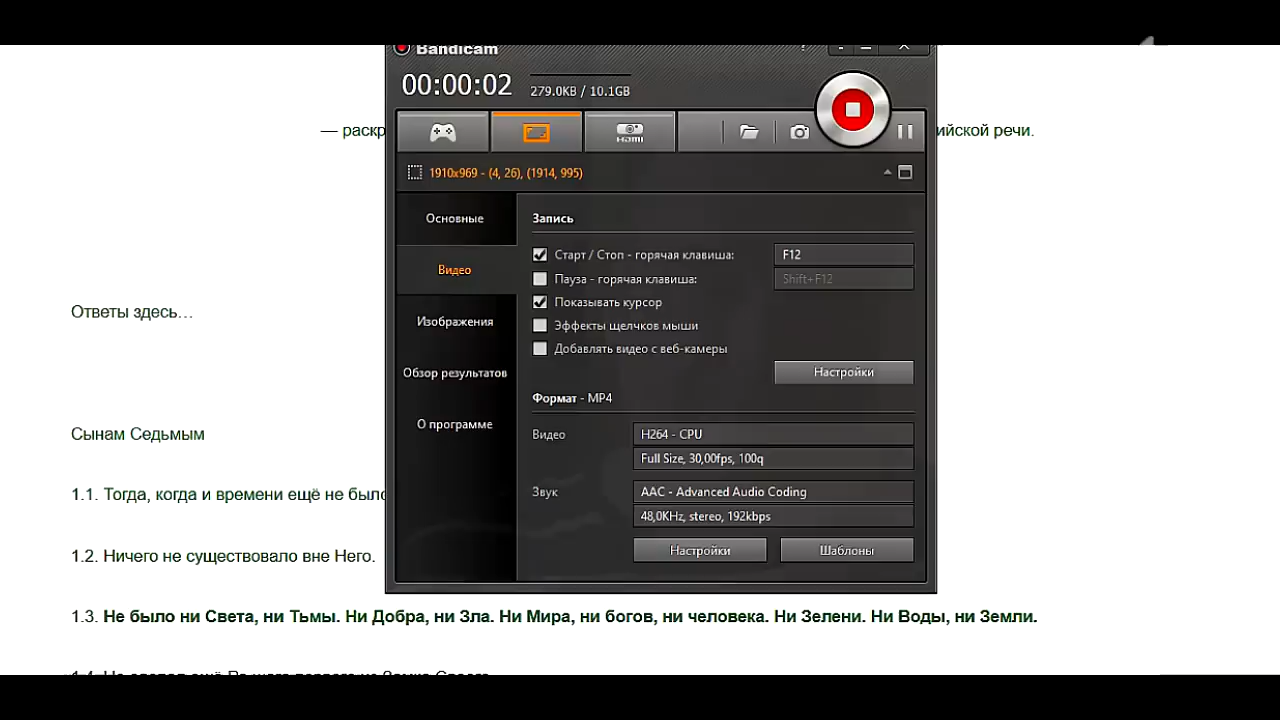 Bandicam
00:00:02
279.0KB / 10.1GB
— раскр
ийской речи.
HDMI
1910x969 - (4, 26), (1914, 995)
Основные
Видео
Изображения
Обзор результатов
О программе
Запись
Старт / Стоп - горячая клавиша: F12
Пауза - горячая клавиша: Shift+F12
Показывать курсор
Эффекты щелчков мыши
Добавлять видео с веб-камеры
Настройки
Формат - MP4
Видео H264 - CPU
Full Size, 30,00fps, 100q
Звук AAC - Advanced Audio Coding
48,0KHz, stereo, 192kbps
Настройки Шаблоны
Ответы здесь…
Сынам Седьмым
1.1. Тогда, когда и времени ещё не было
1.2. Ничего не существовало вне Него.
1.3. Не было ни Света, ни Тьмы. Ни Добра, ни Зла. Ни Мира, ни богов, ни человека. Ни Зелени. Ни Воды, ни Земли.